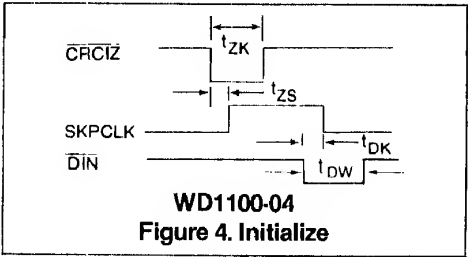 tZK
CRCIZ
tZS
SKPCLK
tDK
DIN
tDW
WD1100-04
Figure 4. Initialize